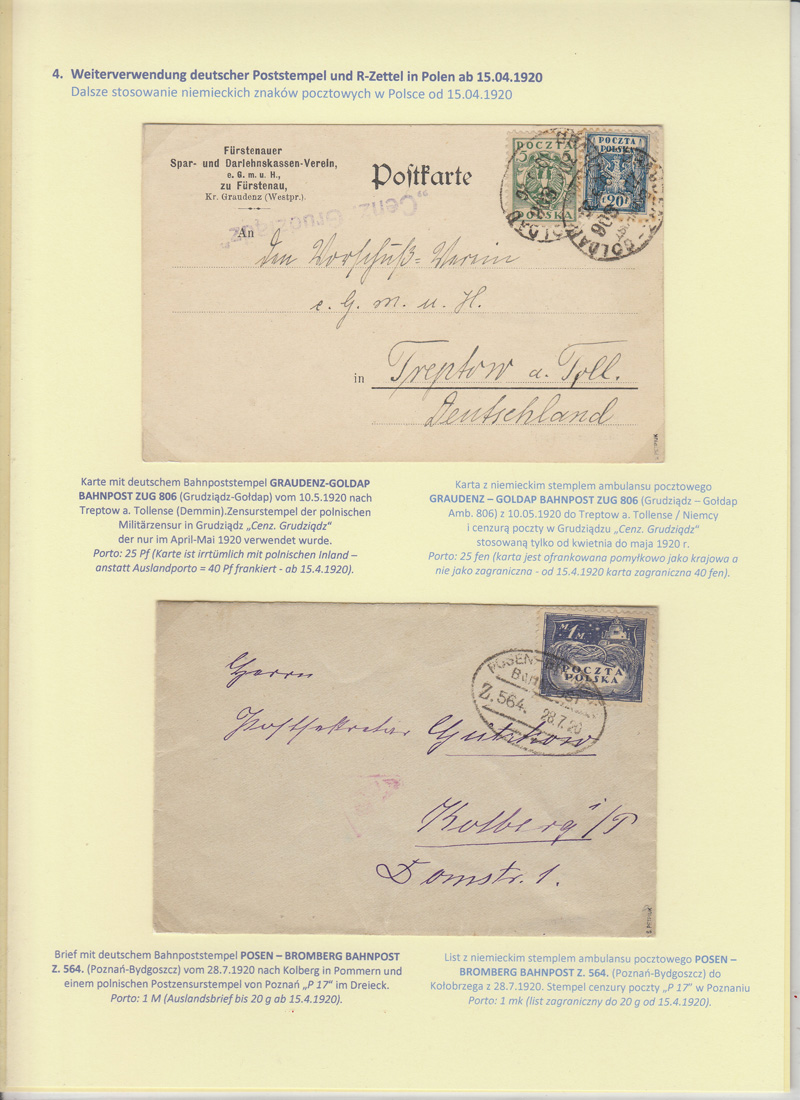 4. Weiterverwendung deutscher Poststempel und R-Zettel in Polen ab 15.04.1920
Dalsze stosowanie niemieckich znaków pocztowych w Polsce od 15.04.1920
Fürstenauer
Spar- und Darlehnskassen-Verein,
e. G. m. u. H.,
zu Fürstenau,
Kr. Graudenz (Westpr.).
Postkarte
"Cenz. Grudziądz"
5 POCZTA
POLSKA
POCZTA
POLSKA
20
GOLDAP
806
An
den Vorschuß-Verein
e. G. m. u. H.
in Treptow a. Toll.
Deutschland
Karte mit deutschem Bahnpoststempel GRAUDENZ-GOLDAP
BAHNPOST ZUG 806 (Grudziądz-Gołdap) vom 10.5.1920 nach
Treptow a. Tollense (Demmin).Zensurstempel der polnischen
Militärzensur in Grudziądz „Cenz. Grudziądz“
der nur im April-Mai 1920 verwendet wurde.
Porto: 25 Pf (Karte ist irrtümlich mit polnischen Inland –
anstatt Auslandporto = 40 Pf frankiert - ab 15.4.1920).
Karta z niemieckim stemplem ambulansu pocztowego
GRAUDENZ – GOLDAP BAHNPOST ZUG 806 (Grudziądz – Gołdap
Amb. 806) z 10.05.1920 do Treptow a. Tollense / Niemcy
i cenzurą poczty w Grudziądzu „Cenz. Grudziądz“
stosowaną tylko od kwietnia do maja 1920 r.
Porto: 25 fen (karta jest ofrankowana pomyłkowo jako krajowa a
nie jako zagraniczna - od 15.4.1920 karta zagraniczna 40 fen).
M 1 M
POCZTA
POLSKA
POSEN-
Z. 564. 28.7.20
Herrn
Postsekretär Gutzkow
Kolberg i/P
Domstr. 1.
Brief mit deutschem Bahnpoststempel POSEN – BROMBERG BAHNPOST
Z. 564. (Poznań-Bydgoszcz) vom 28.7.1920 nach Kolberg in Pommern und
einem polnischen Postzensurstempel von Poznań „P 17“ im Dreieck.
Porto: 1 M (Auslandsbrief bis 20 g ab 15.4.1920).
List z niemieckim stemplem ambulansu pocztowego POSEN –
BROMBERG BAHNPOST Z. 564. (Poznań-Bydgoszcz) do
Kołobrzega z 28.7.1920. Stempel cenzury poczty „P 17“ w Poznaniu
Porto: 1 mk (list zagraniczny do 20 g od 15.4.1920).